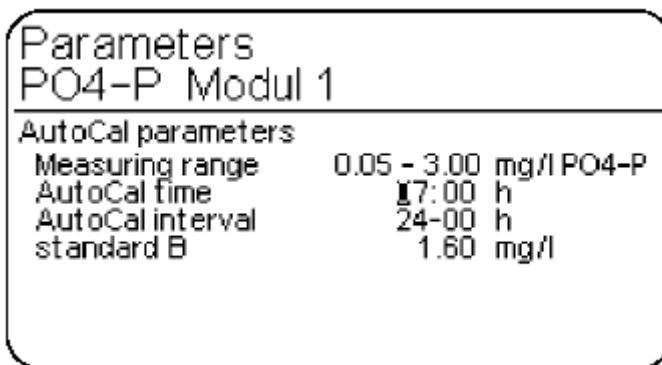 Parameters
PO4-P Modul 1
AutoCal parameters
Measuring range 0.05 - 3.00 mg/l PO4-P
AutoCal time 17:00 h
AutoCal interval 24-00 h
standard B 1.60 mg/l